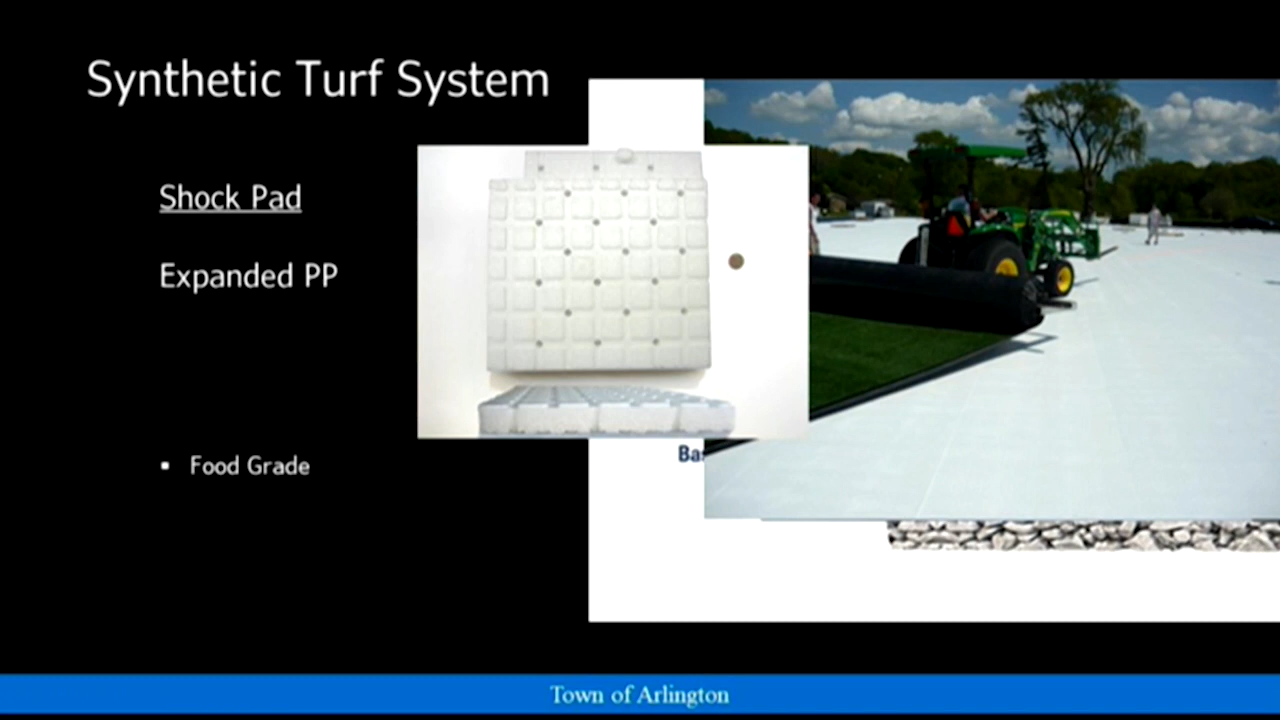 Synthetic Turf System
Shock Pad
Expanded PP
Food Grade
Town of Arlington